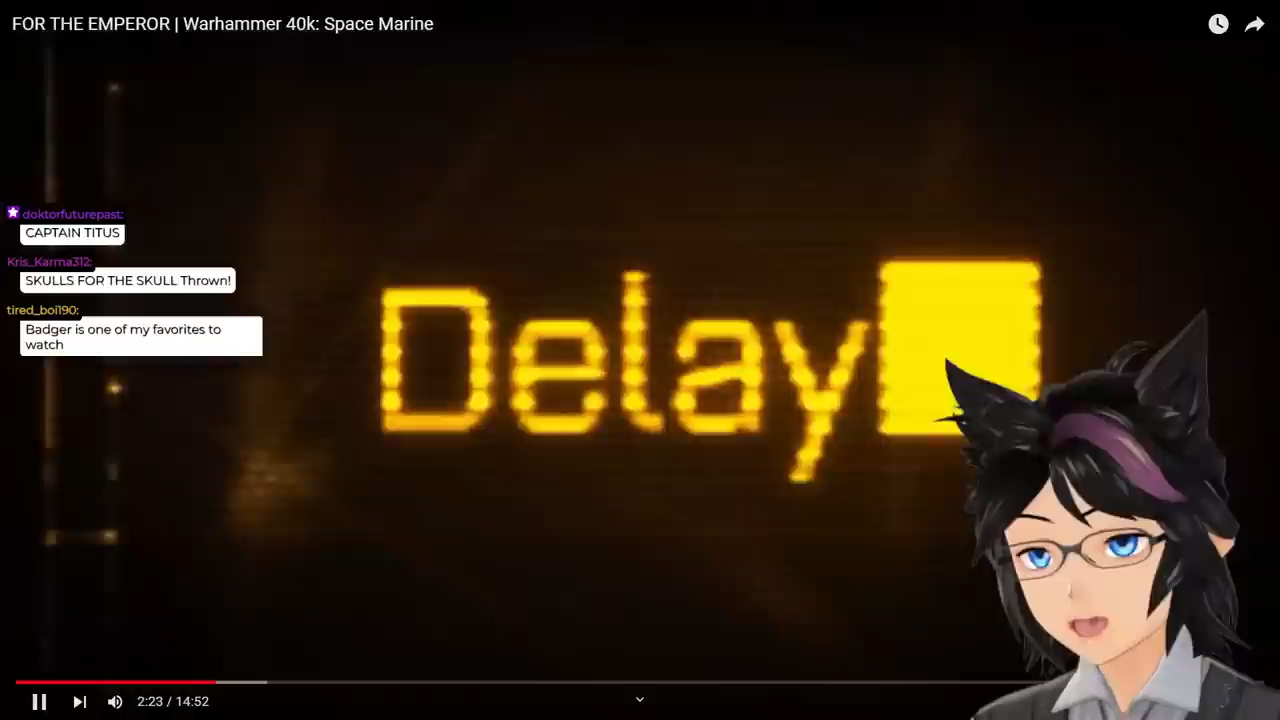 FOR THE EMPEROR | Warhammer 40k: Space Marine
doktorfuturepast:
CAPTAIN TITUS
Kris_Karma312:
SKULLS FOR THE SKULL Thrown!
tired_boi190:
Badger is one of my favorites to
watch
Delay
2:23 / 14:52